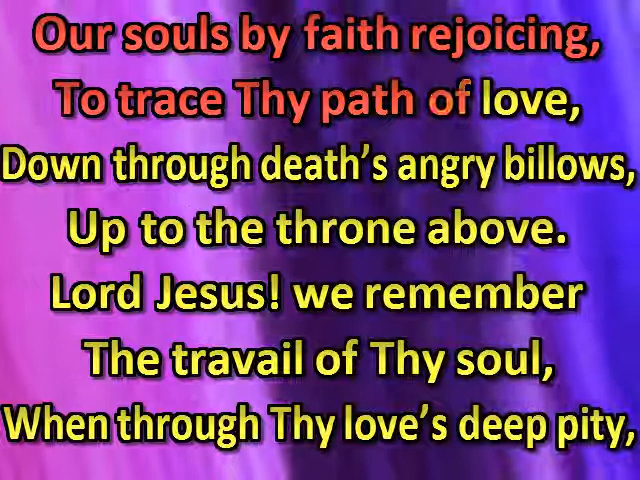 Our souls by faith rejoicing,
To trace Thy path of love,
Down through death's angry billows,
Up to the throne above.
Lord Jesus! we remember
The travail of Thy soul,
When through Thy love's deep pity,